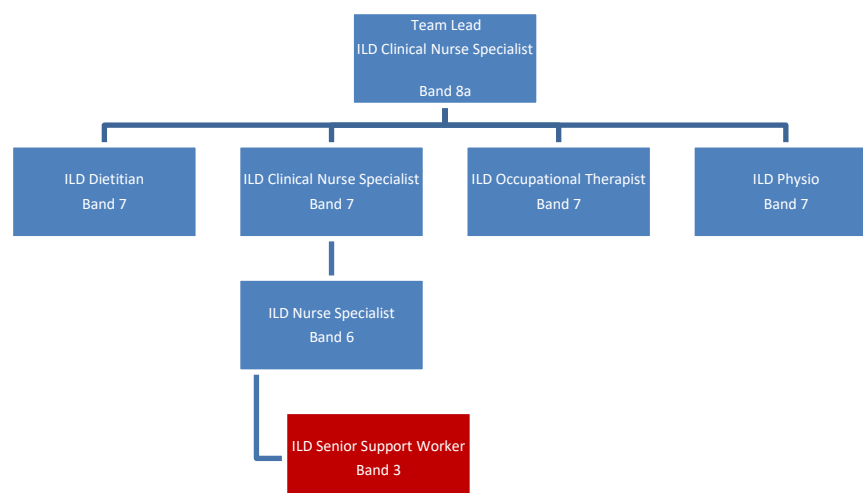 Team Lead
ILD Clinical Nurse Specialist
Band 8a
ILD Dietitian
Band 7
ILD Clinical Nurse Specialist
Band 7
ILD Occupational Therapist
Band 7
ILD Physio
Band 7
ILD Nurse Specialist
Band 6
ILD Senior Support Worker
Band 3